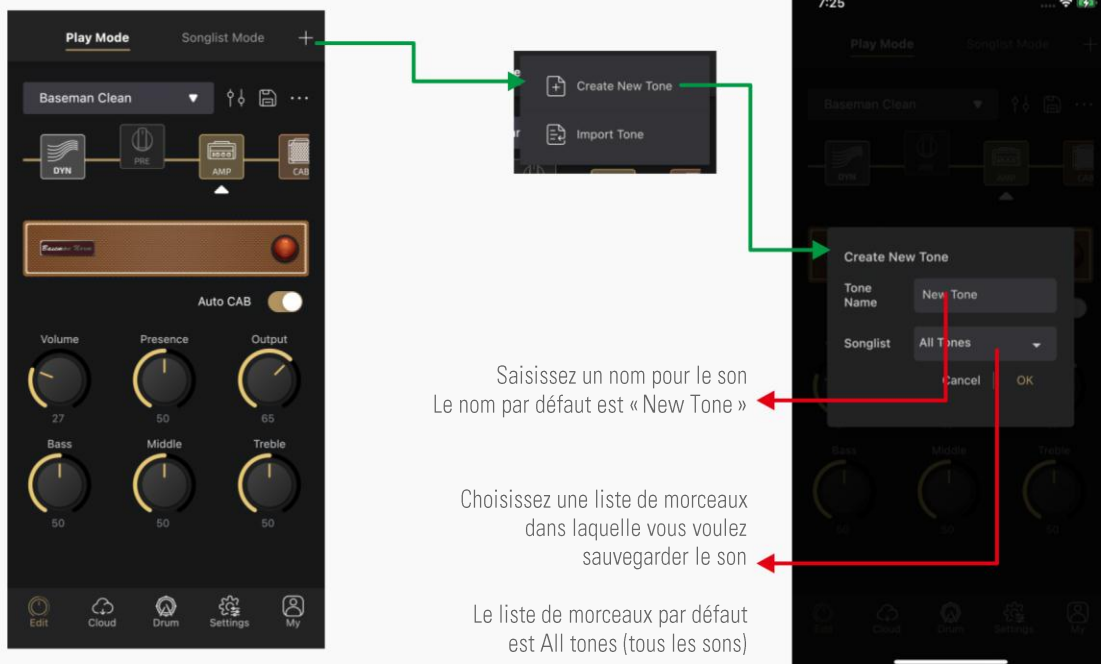 Play Mode
Songlist Mode
+
Baseman Clean
DYN
PRE
AMP
CAB
Baseman Norm
Auto CAB
Volume
Presence
Output
27
50
65
Bass
Middle
Treble
50
50
50
Edit
Cloud
Drum
Settings
My
Create New Tone
Import Tone
Saisissez un nom pour le son
Le nom par défaut est « New Tone »
Choisissez une liste de morceaux
dans laquelle vous voulez
sauvegarder le son
Le liste de morceaux par défaut
est All tones (tous les sons)
7:25
Play Mode
Songlist Mode
+
Baseman Clean
DYN
AMP
CAB
Create New Tone
Tone
Name
New Tone
Songlist
All Tones
Cancel
OK
Bass
Middle
Treble
50
50
50
Edit
Cloud
Drum
Settings
My